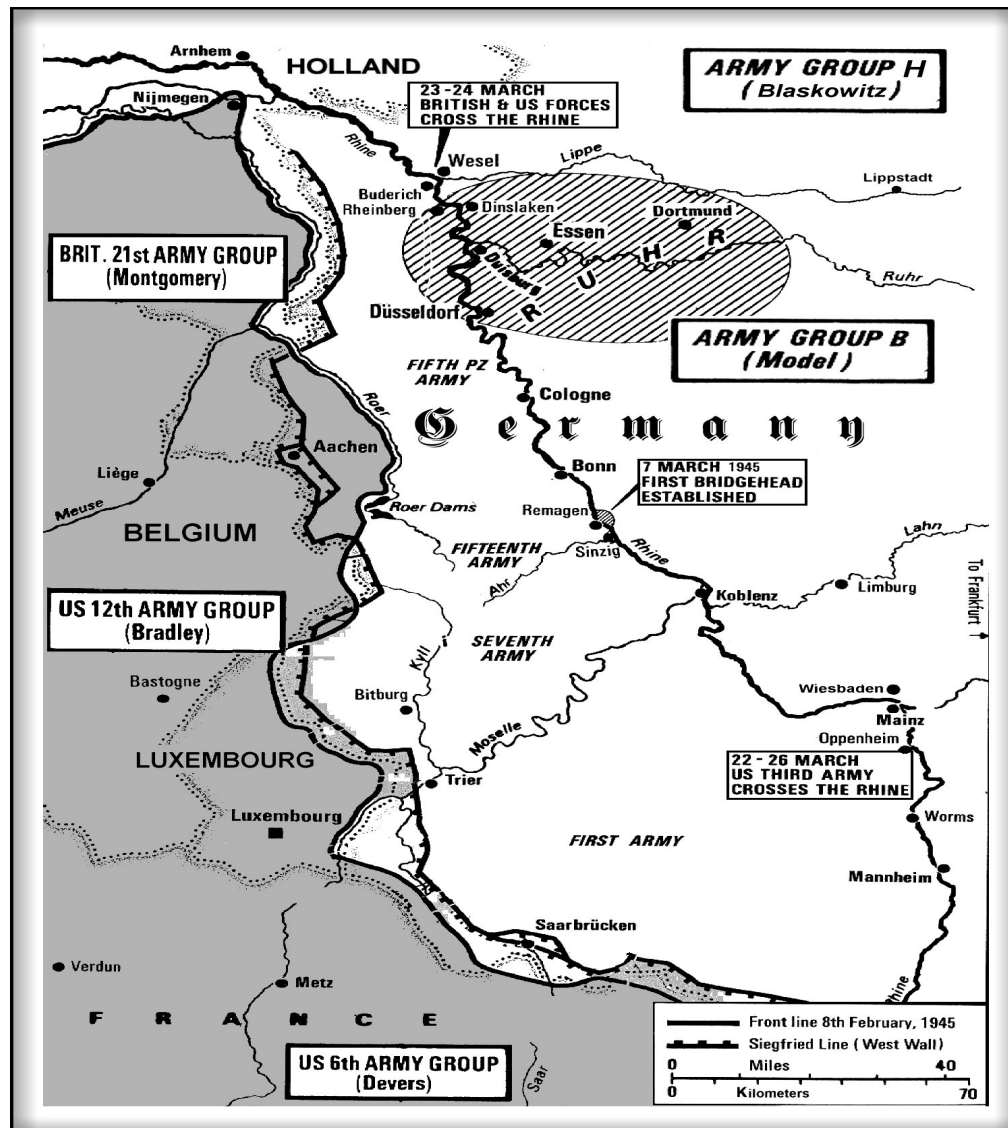 Arnhem
HOLLAND
ARMY GROUP H
(Blaskowitz)
Nijmegen
23-24 MARCH
BRITISH & US FORCES
CROSS THE RHINE
Rhine
Wesel
Lippe
Lippstadt
Buderich
Rheinberg
Dinslaken
Dortmund
Essen
Duisburg
RUHR
Ruhr
BRIT. 21st ARMY GROUP
(Montgomery)
Düsseldorf
ARMY GROUP B
(Model)
FIFTH PZ
ARMY
Roer
Cologne
Germany
Aachen
Liège
Meuse
Bonn
7 MARCH 1945
FIRST BRIDGEHEAD
ESTABLISHED
Roer Dams
Remagen
BELGIUM
Sinzig
Rhine
Lahn
FIFTEENTH
ARMY
Ahr
Limburg
To Frankfurt
Koblenz
US 12th ARMY GROUP
(Bradley)
SEVENTH
ARMY
Kyll
Bastogne
Bitburg
Wiesbaden
Mainz
Moselle
Oppenheim
LUXEMBOURG
Trier
22-26 MARCH
US THIRD ARMY
CROSSES THE RHINE
Luxembourg
Worms
FIRST ARMY
Mannheim
Saarbrücken
Verdun
Metz
Rhine
FRANCE
Front line 8th February, 1945
Siegfried Line (West Wall)
US 6th ARMY GROUP
(Devers)
Saar
0 Miles 40
0 Kilometers 70